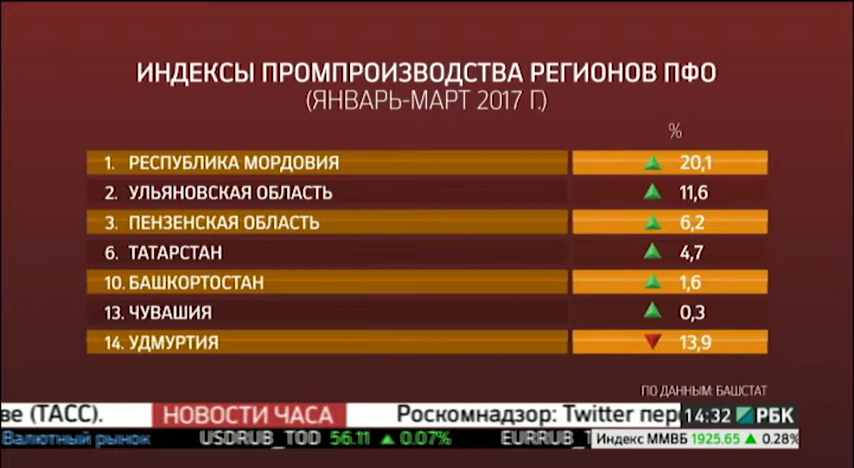 ИНДЕКСЫ ПРОМПРОИЗВОДСТВА РЕГИОНОВ ПФО
(ЯНВАРЬ-МАРТ 2017 Г.)
%
1. РЕСПУБЛИКА МОРДОВИЯ 20,1
2. УЛЬЯНОВСКАЯ ОБЛАСТЬ 11,6
3. ПЕНЗЕНСКАЯ ОБЛАСТЬ 6,2
6. ТАТАРСТАН 4,7
10. БАШКОРТОСТАН 1,6
13. ЧУВАШИЯ 0,3
14. УДМУРТИЯ 13,9
ПО ДАННЫМ: БАШСТАТ
ве (ТАСС). НОВОСТИ ЧАСА Роскомнадзор: Twitter пер 14:32 РБК
Валютный рынок USDRUB_TOD 56.11 ▲ 0.07% EURRUB_T Индекс ММВБ 1925.65 ▲ 0.28%